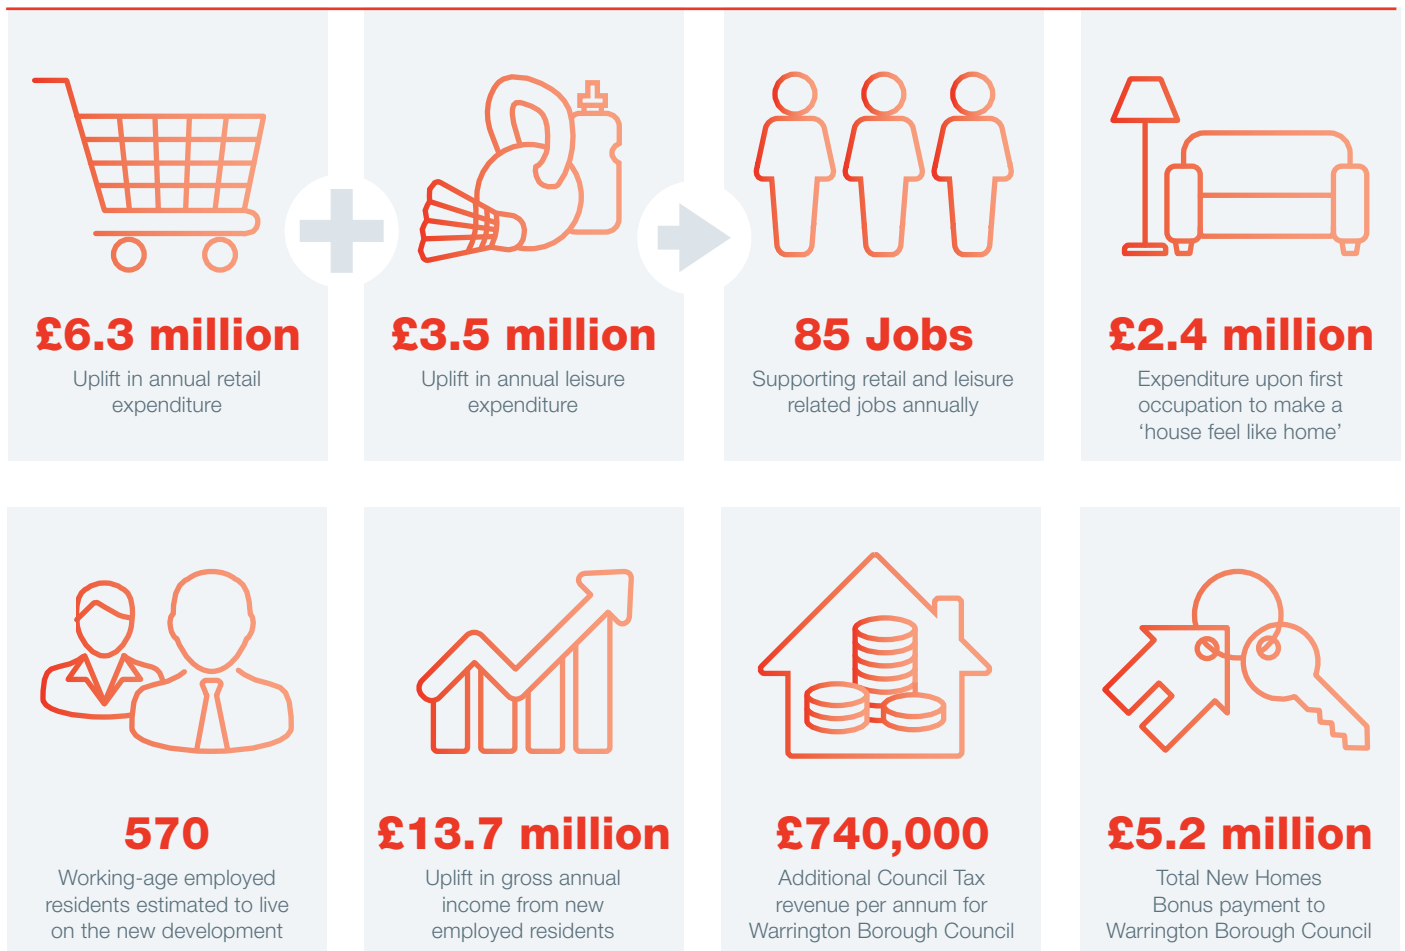 £6.3 million
Uplift in annual retail
expenditure
£3.5 million
Uplift in annual leisure
expenditure
85 Jobs
Supporting retail and leisure
related jobs annually
£2.4 million
Expenditure upon first
occupation to make a
‘house feel like home’
570
Working-age employed
residents estimated to live
on the new development
£13.7 million
Uplift in gross annual
income from new
employed residents
£740,000
Additional Council Tax
revenue per annum for
Warrington Borough Council
£5.2 million
Total New Homes
Bonus payment to
Warrington Borough Council